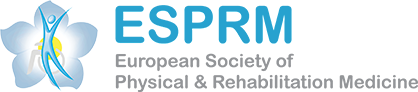 ESPRM
European Society of
Physical & Rehabilitation Medicine